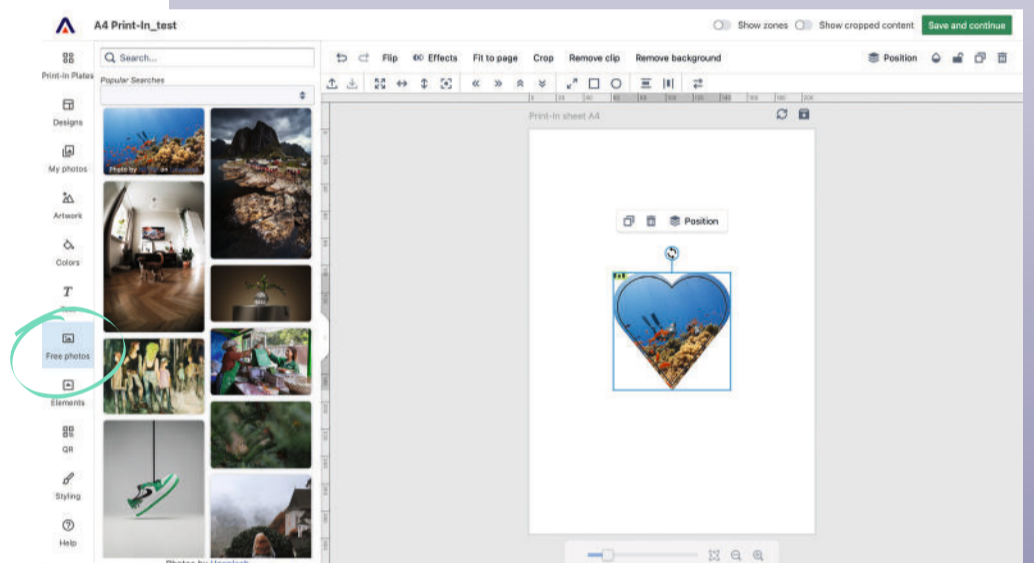 A4 Print-In_test
Show zones
Show cropped content
Save and continue
Print-In Plates
Designs
My photos
Artwork
Colors
T
Free photos
Elements
QR
Styling
Help
Search...
Popular Searches
Photo by
on
Photos by Unsplash
Flip
Effects
Fit to page
Crop
Remove clip
Remove background
Position
Print-In sheet A4
Position